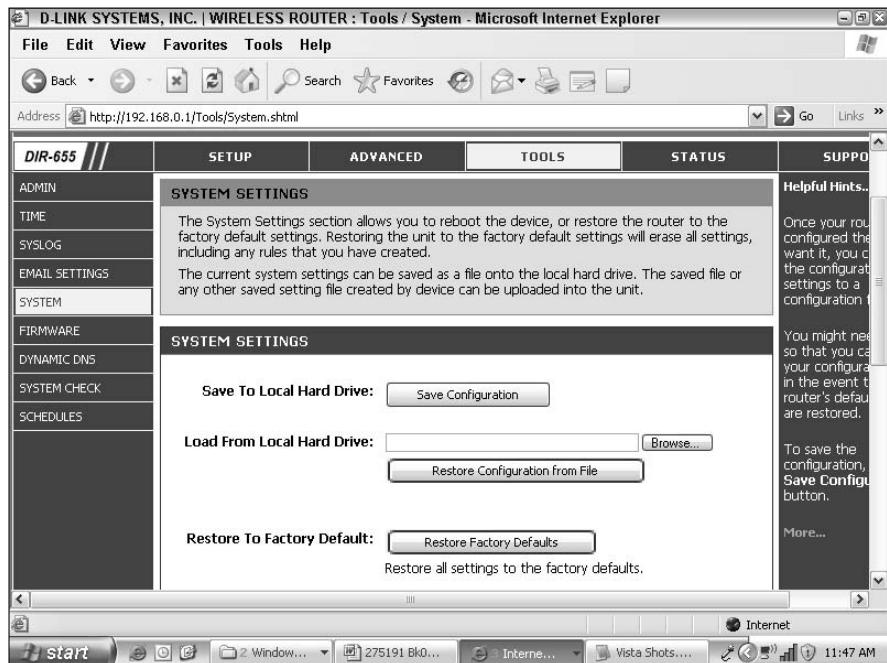 D-LINK SYSTEMS, INC. | WIRELESS ROUTER : Tools / System - Microsoft Internet Explorer
File Edit View Favorites Tools Help
Back Search Favorites
Address http://192.168.0.1/Tools/System.shtml Go Links »
DIR-655 SETUP ADVANCED TOOLS STATUS SUPPO
ADMIN
TIME
SYSLOG
EMAIL SETTINGS
SYSTEM
FIRMWARE
DYNAMIC DNS
SYSTEM CHECK
SCHEDULES
SYSTEM SETTINGS
The System Settings section allows you to reboot the device, or restore the router to the
factory default settings. Restoring the unit to the factory default settings will erase all settings,
including any rules that you have created.
The current system settings can be saved as a file onto the local hard drive. The saved file or
any other saved setting file created by device can be uploaded into the unit.
SYSTEM SETTINGS
Save To Local Hard Drive: Save Configuration
Load From Local Hard Drive: Browse...
Restore Configuration from File
Restore To Factory Default: Restore Factory Defaults
Restore all settings to the factory defaults.
Helpful Hints..
Once your rou
configured the
want it, you c
the configurat
settings to a
configuration f
You might nee
so that you ca
your configura
in the event t
router's defau
are restored.
To save the
configuration,
Save Configu
button.
More...
Internet
start 2 Window... 275191 Bk0... 3 Interne... Vista Shots.... 11:47 AM